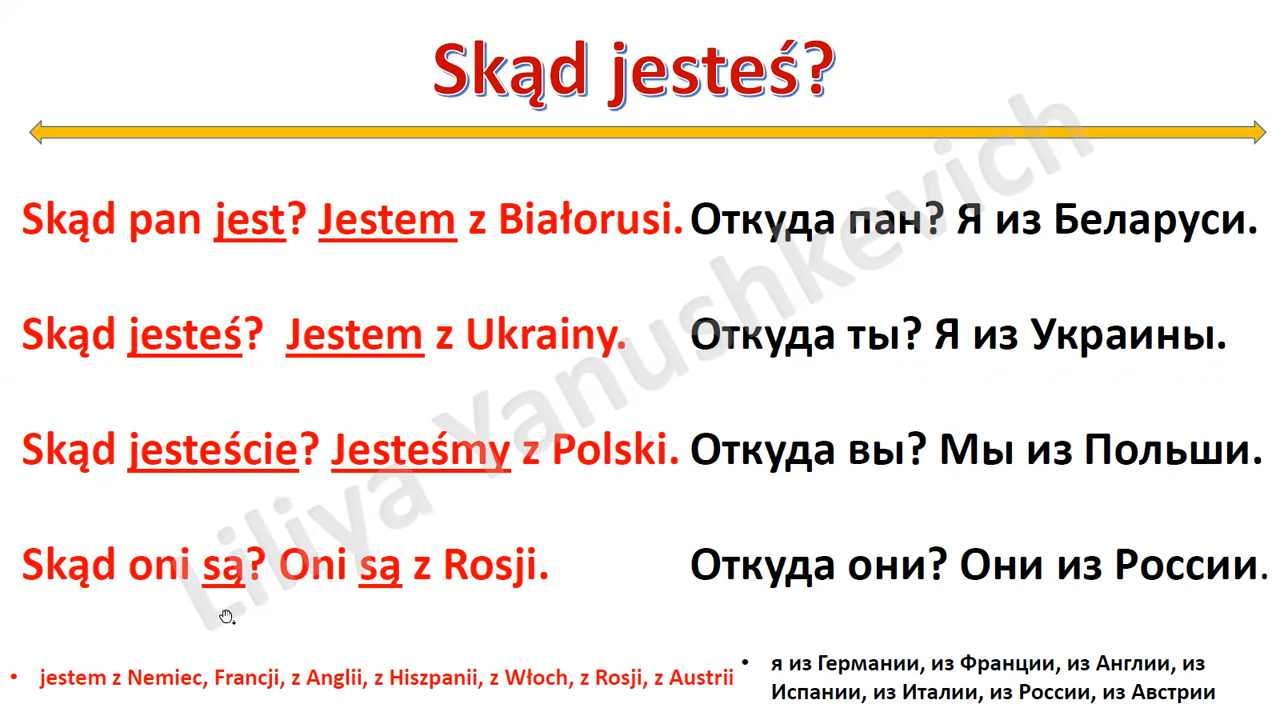 Skąd jesteś?
Skąd pan jest? Jestem z Białorusi. Откуда пан? Я из Беларуси.
Skąd jesteś? Jestem z Ukrainy. Откуда ты? Я из Украины.
Skąd jesteście? Jesteśmy z Polski. Откуда вы? Мы из Польши.
Skąd oni są? Oni są z Rosji. Откуда они? Они из России.
• jestem z Niemiec, Francji, z Anglii, z Hiszpanii, z Włoch, z Rosji, z Austrii
• я из Германии, из Франции, из Англии, из
Испании, из Италии, из России, из Австрии
Liliya Yanushkevich